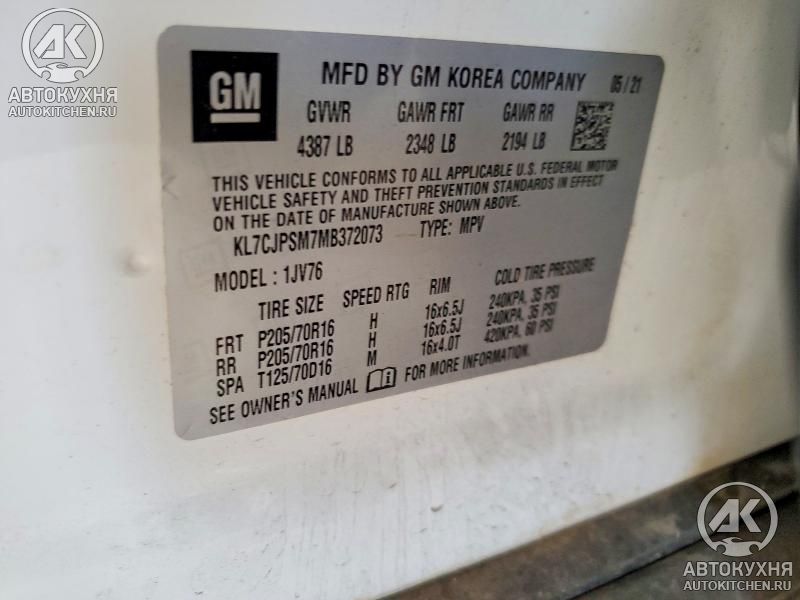 AK
АВТОКУХНЯ
AUTOKITCHEN.RU
GM
MFD BY GM KOREA COMPANY 05/21
GVWR GAWR FRT GAWR RR
4387 LB 2348 LB 2194 LB
THIS VEHICLE CONFORMS TO ALL APPLICABLE U.S. FEDERAL MOTOR
VEHICLE SAFETY AND THEFT PREVENTION STANDARDS IN EFFECT
ON THE DATE OF MANUFACTURE SHOWN ABOVE.
KL7CJPSM7MB372073 TYPE: MPV
MODEL : 1JV76
TIRE SIZE SPEED RTG RIM COLD TIRE PRESSURE
FRT P205/70R16 H 16x6.5J 240KPA, 35 PSI
RR P205/70R16 H 16x6.5J 240KPA, 35 PSI
SPA T125/70D16 M 16x4.0T 420KPA, 60 PSI
SEE OWNER'S MANUAL FOR MORE INFORMATION.
AK
АВТОКУХНЯ
AUTOKITCHEN.RU